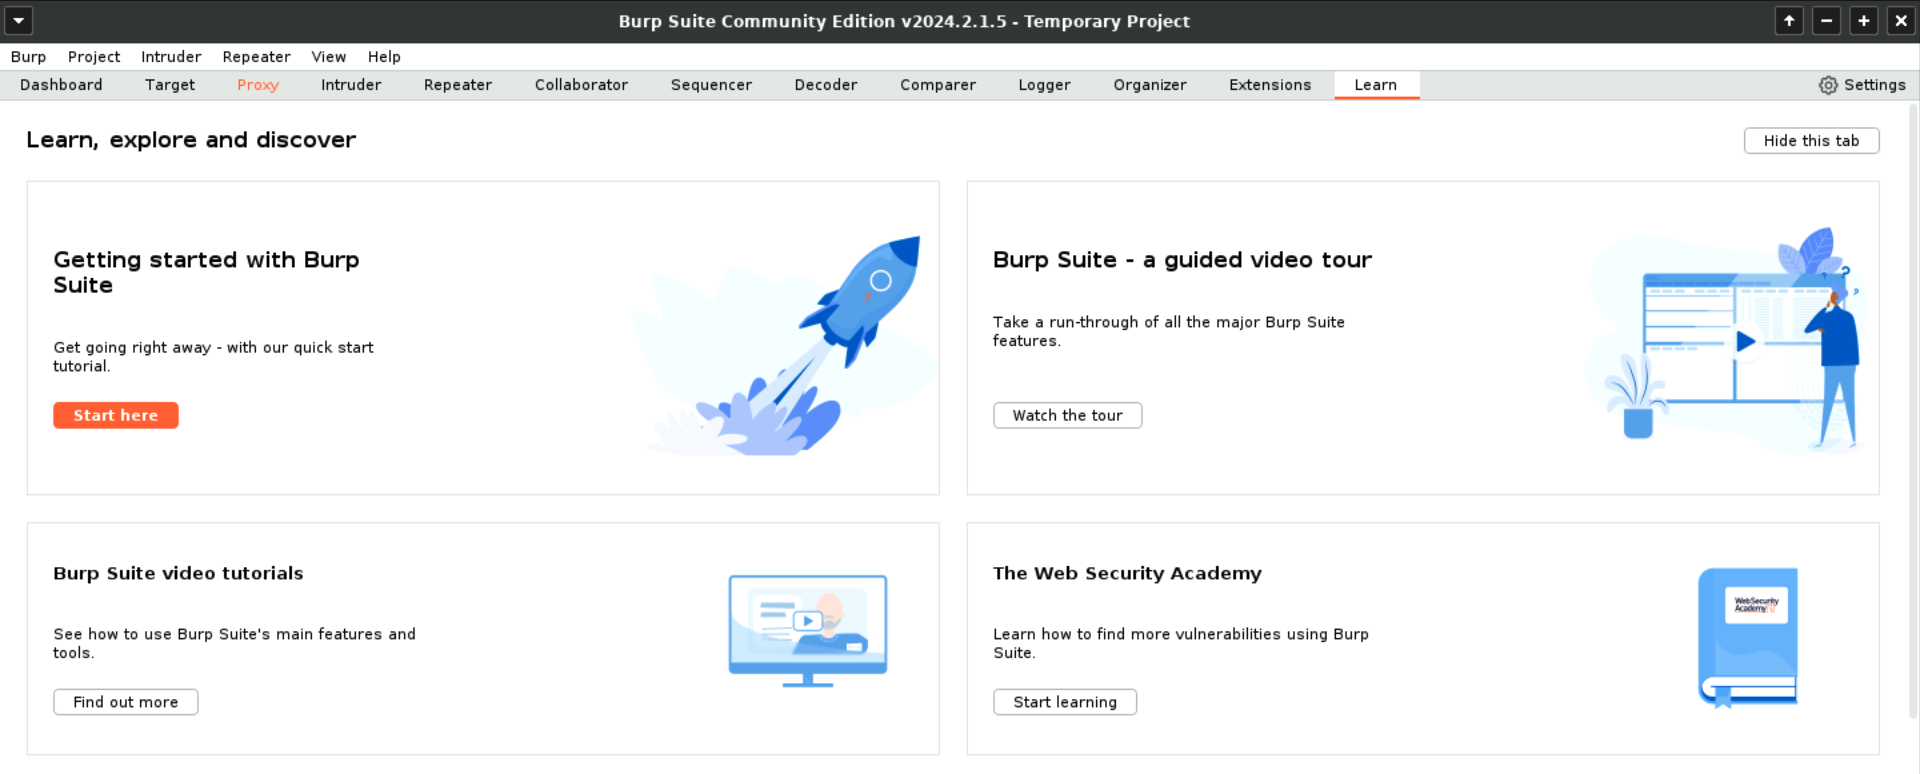 Burp Suite Community Edition v2024.2.1.5 - Temporary Project
Burp Project Intruder Repeater View Help
Dashboard Target Proxy Intruder Repeater Collaborator Sequencer Decoder Comparer Logger Organizer Extensions Learn Settings
Learn, explore and discover
Hide this tab
Getting started with Burp
Suite
Get going right away - with our quick start
tutorial.
Start here
Burp Suite - a guided video tour
Take a run-through of all the major Burp Suite
features.
Watch the tour
Burp Suite video tutorials
See how to use Burp Suite's main features and
tools.
Find out more
The Web Security Academy
Learn how to find more vulnerabilities using Burp
Suite.
Start learning
WebSecurity
Academy